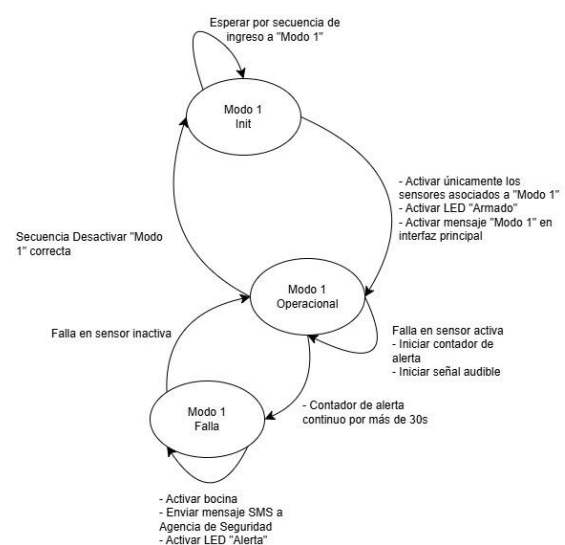 Esperar por secuencia de
ingreso a "Modo 1"
Modo 1
Init
- Activar únicamente los
sensores asociados a "Modo 1"
- Activar LED "Armado"
- Activar mensaje "Modo 1" en
interfaz principal
Secuencia Desactivar "Modo
1" correcta
Modo 1
Operacional
Falla en sensor inactiva
Falla en sensor activa
- Iniciar contador de
alerta
- Iniciar señal audible
- Contador de alerta
continuo por más de 30s
Modo 1
Falla
- Activar bocina
- Enviar mensaje SMS a
Agencia de Seguridad
- Activar LED "Alerta"